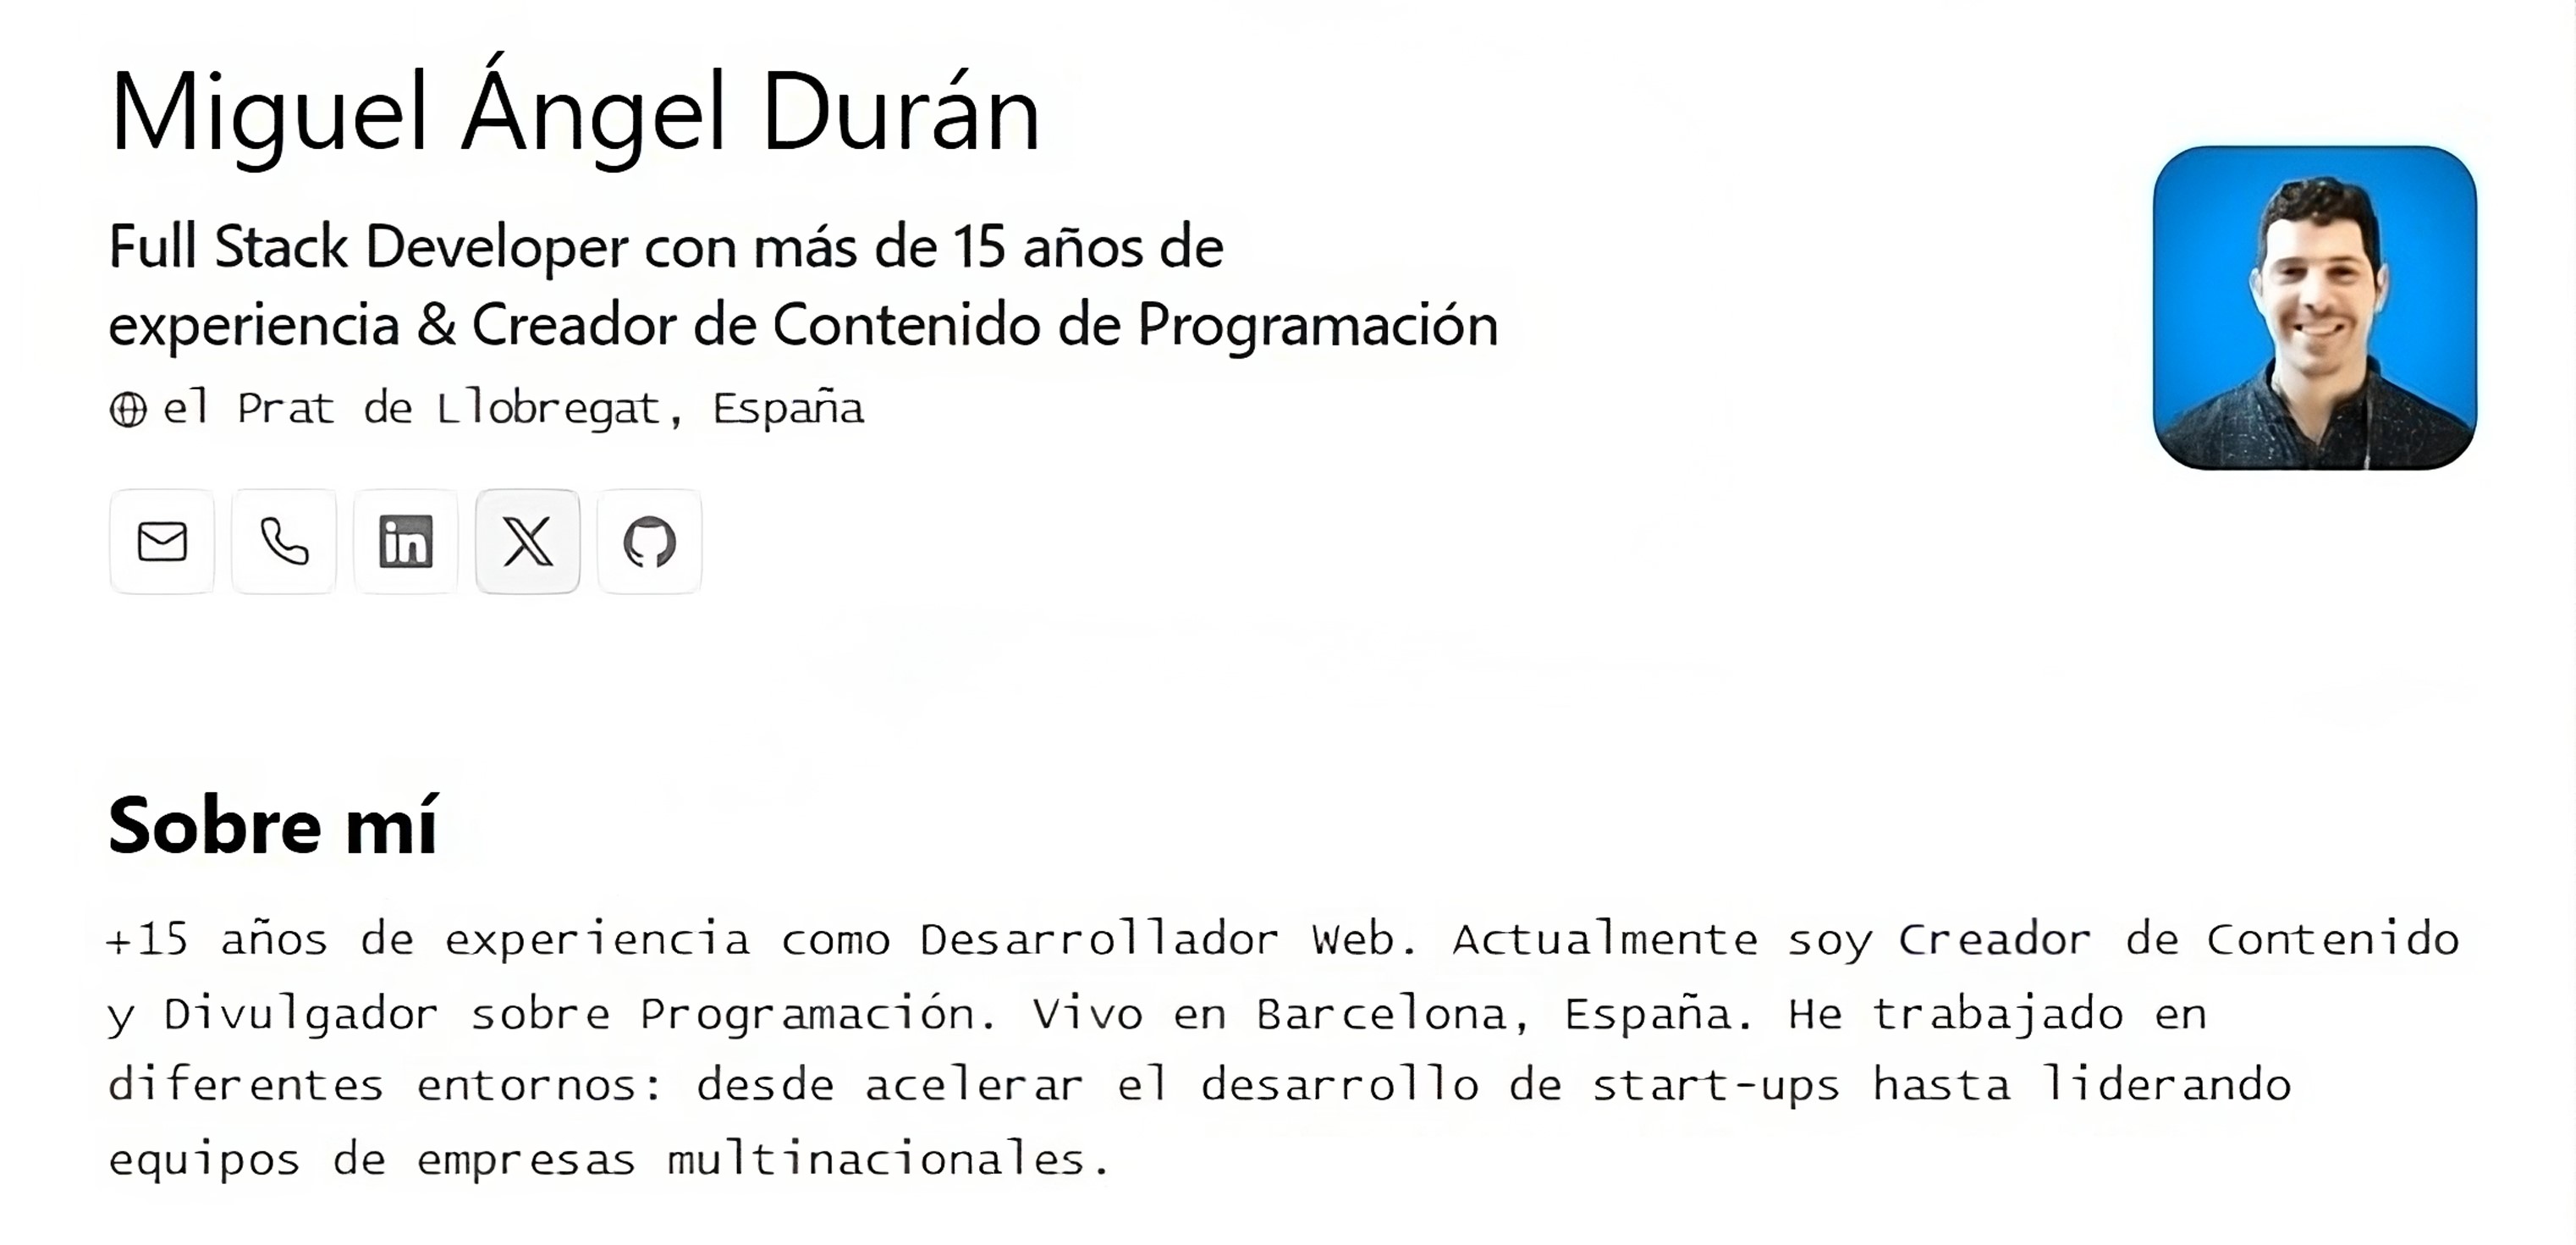 Miguel Ángel Durán
Full Stack Developer con más de 15 años de
experiencia & Creador de Contenido de Programación
el Prat de Llobregat, España
in
X
Sobre mí
+15 años de experiencia como Desarrollador Web. Actualmente soy Creador de Contenido
y Divulgador sobre Programación. Vivo en Barcelona, España. He trabajado en
diferentes entornos: desde acelerar el desarrollo de start-ups hasta liderando
equipos de empresas multinacionales.